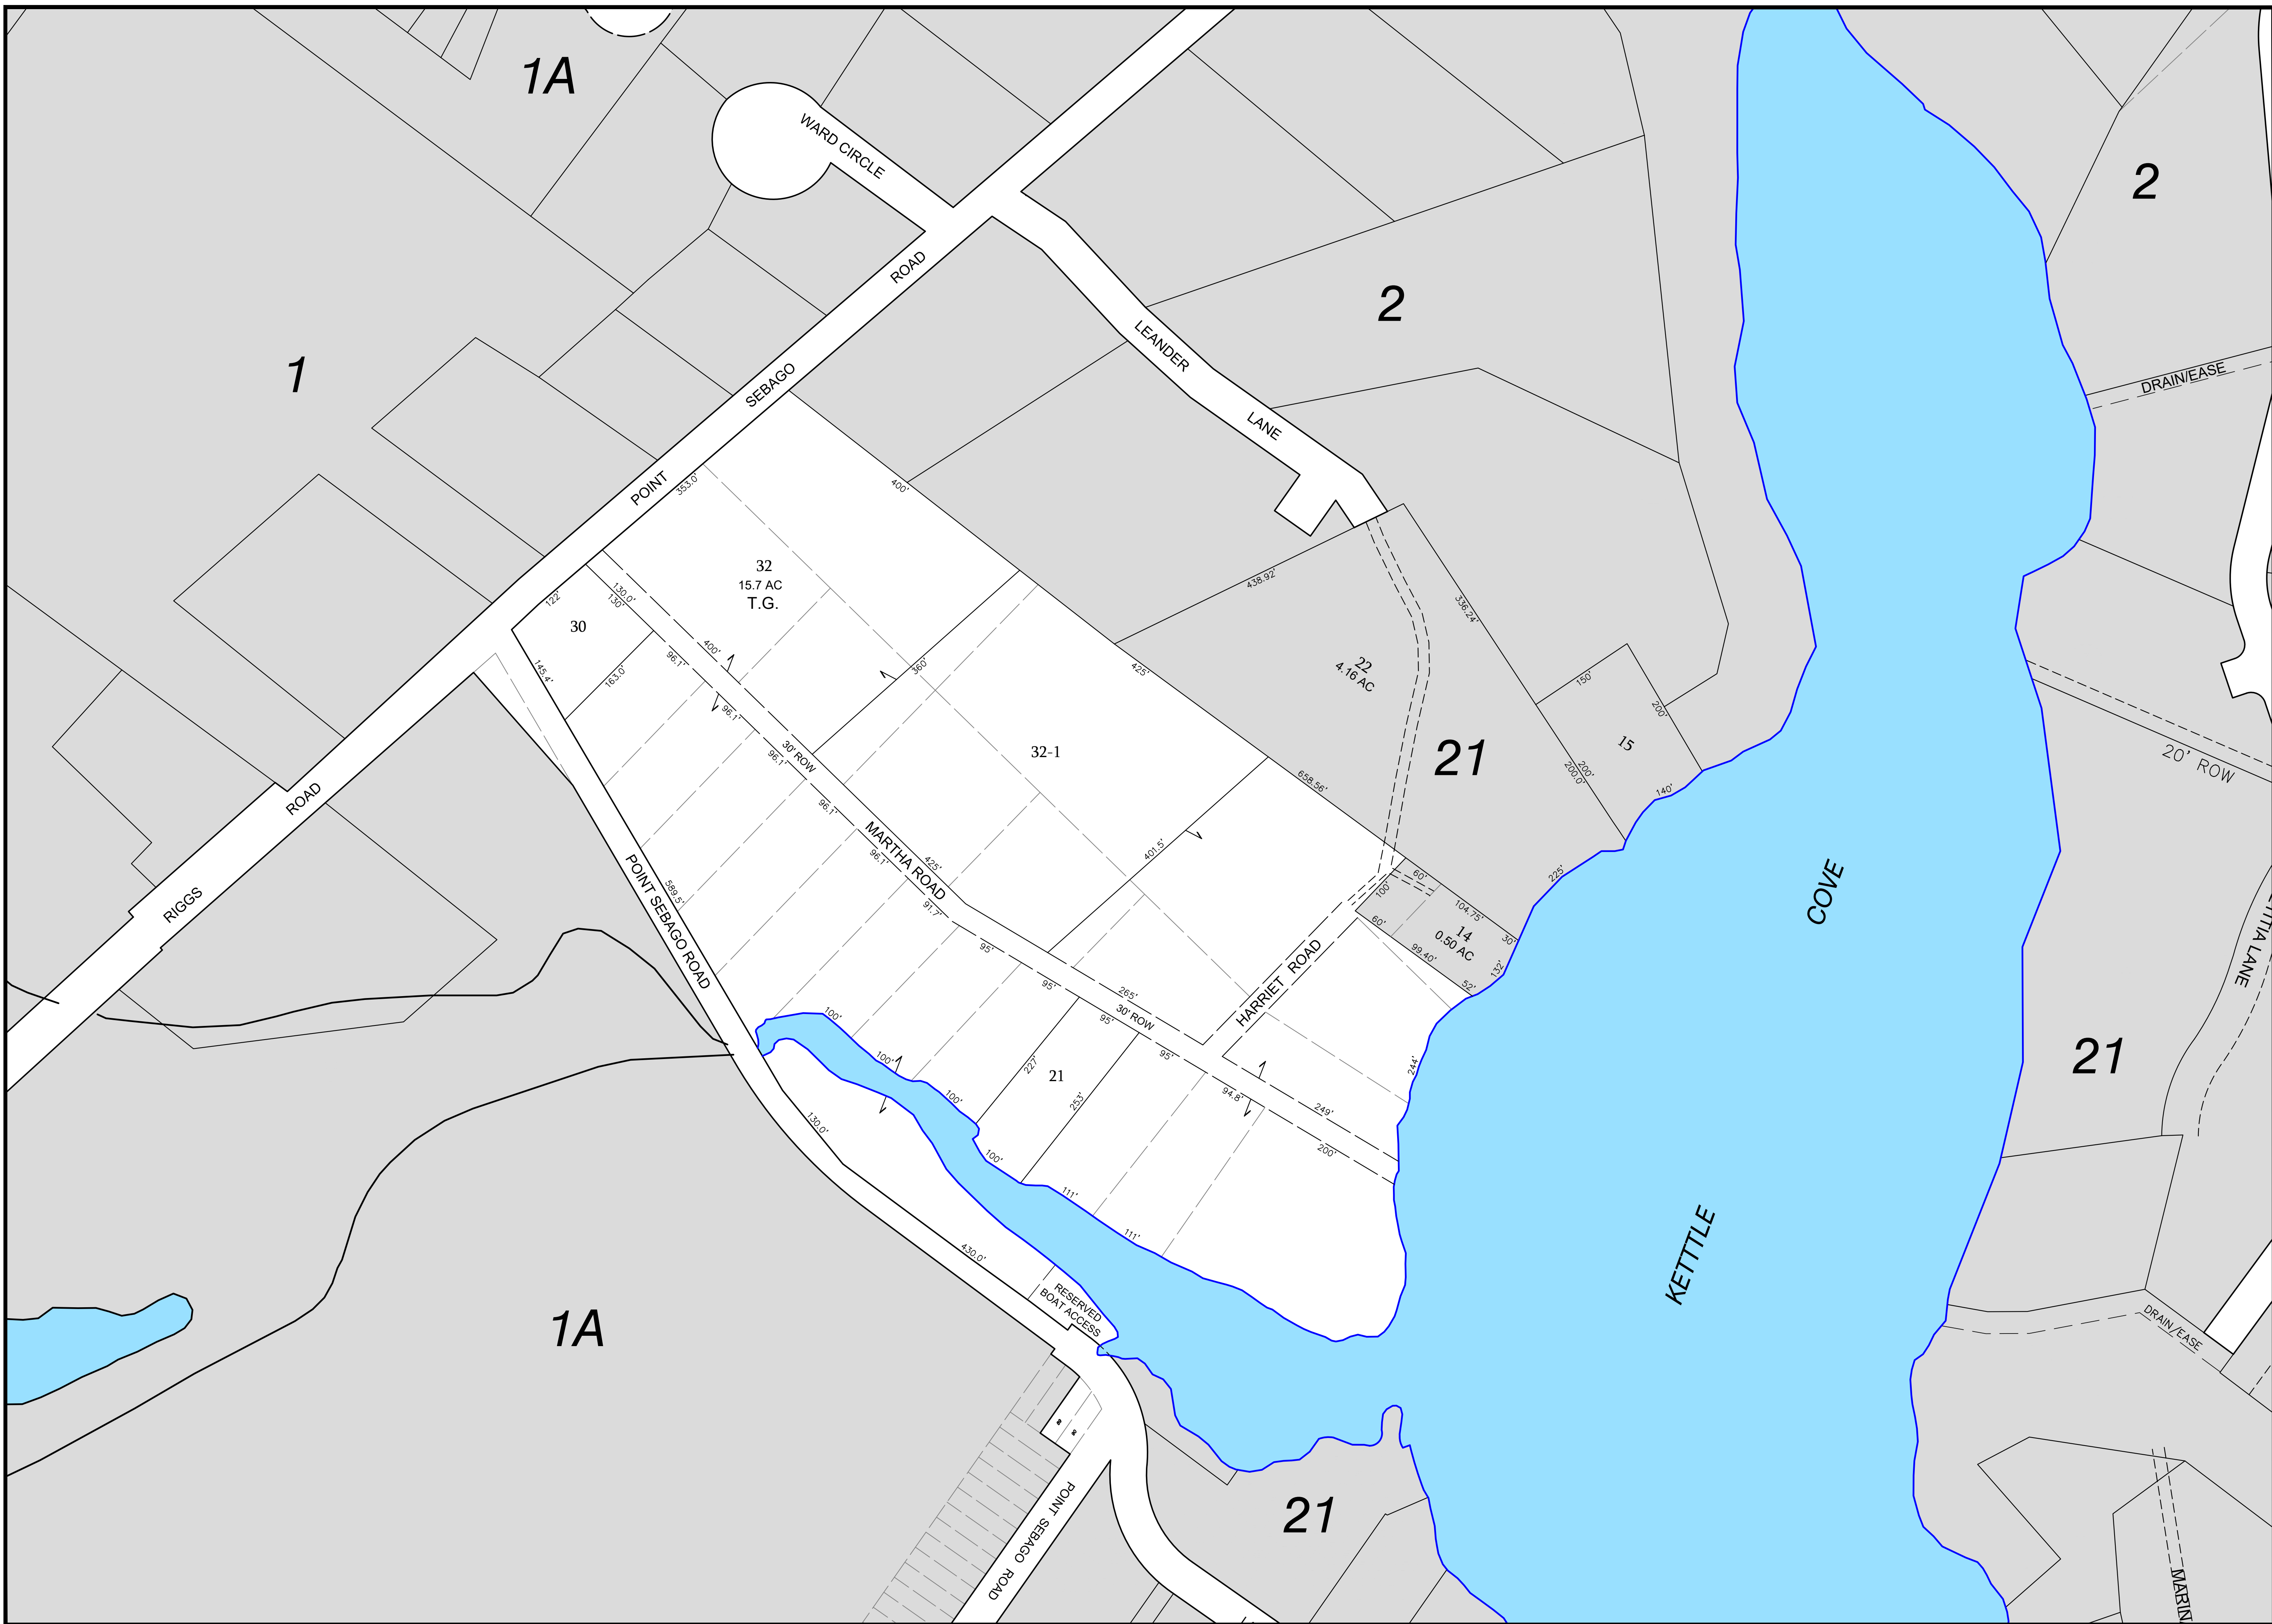 1A
WARD CIRCLE
2
2
POINT SEBAGO ROAD
LEANDER LANE
1
DRAIN/EASE
353.0'
400'
32
15.7 AC
T.G.
438.92'
336.24'
122'
130.0'
130'
30
400'
96.1'
145.4'
163.0'
360'
425'
22
4.16 AC
150'
200'
15
96.1'
30' ROW
96.1'
32-1
21
200'
200.0'
140'
20' ROW
658.56'
96.1'
MARTHA ROAD
96.1'
425'
401.5'
RIGGS ROAD
POINT SEBAGO ROAD
589.5'
91.7'
60'
100'
104.75'
225'
COVE
60'
14
0.50 AC
99.40'
30'
132'
52'
TITIA LANE
95'
95'
265'
HARRIET ROAD
30' ROW
95'
95'
100'
100'
100'
227'
21
253'
94.8'
249'
244'
200'
21
130.0'
100'
111'
111'
KETTTLE
430.0'
RESERVED
BOAT ACCESS
1A
DRAIN/EASE
POINT SEBAGO ROAD
21
MARIN